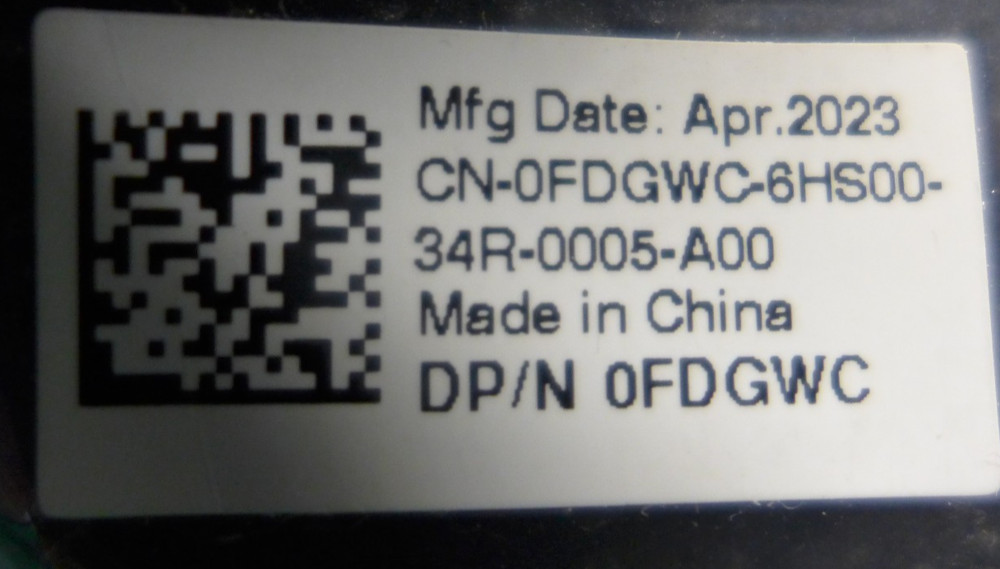 Mfg Date: Apr.2023
CN-0FDGWC-6HS00-
34R-0005-A00
Made in China
DP/N 0FDGWC